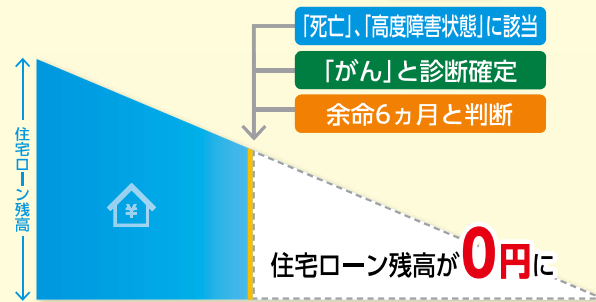 「死亡」、「高度障害状態」に該当
「がん」と診断確定
余命6ヵ月と判断
住宅ローン残高
¥
住宅ローン残高が0円に